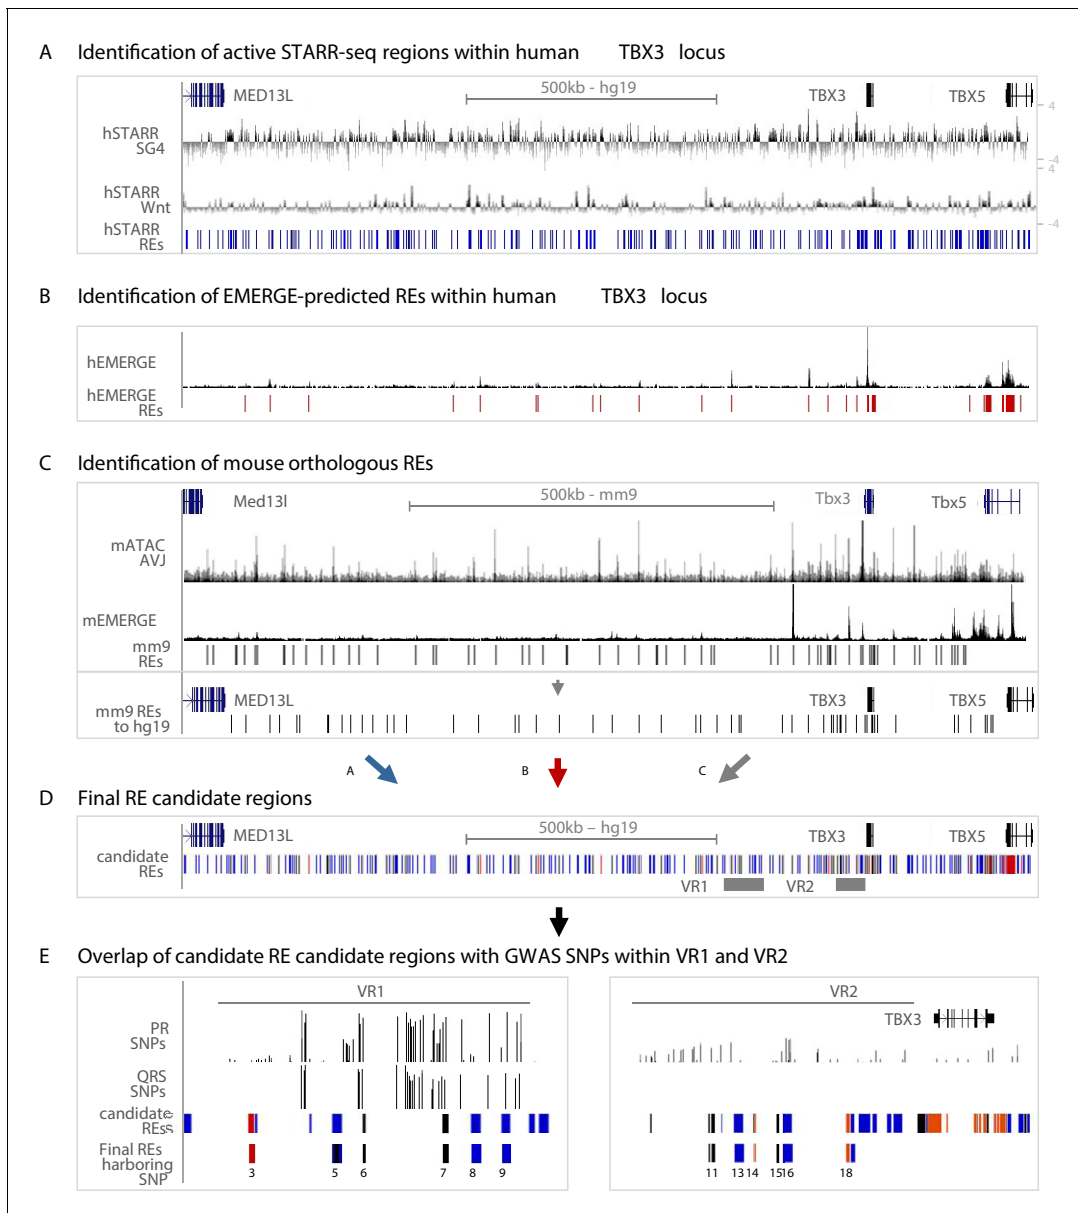 A Identification of active STARR-seq regions within human TBX3 locus
MED13L 500kb - hg19 TBX3 TBX5
4
hSTARR
SG4
-4
4
hSTARR
Wnt
-4
hSTARR
REs
B Identification of EMERGE-predicted REs within human TBX3 locus
hEMERGE
hEMERGE
REs
C Identification of mouse orthologous REs
Med13l 500kb - mm9 Tbx3 Tbx5
mATAC
AVJ
mEMERGE
mm9
REs
MED13L TBX3 TBX5
mm9 REs
to hg19
A B C
D Final RE candidate regions
MED13L 500kb – hg19 TBX3 TBX5
candidate
REs
VR1 VR2
E Overlap of candidate RE candidate regions with GWAS SNPs within VR1 and VR2
VR1 VR2
TBX3
PR
SNPs
QRS
SNPs
candidate
REs
Final REs
harboring
SNP
3 5 6 7 8 9 11 13 14 15 16 18